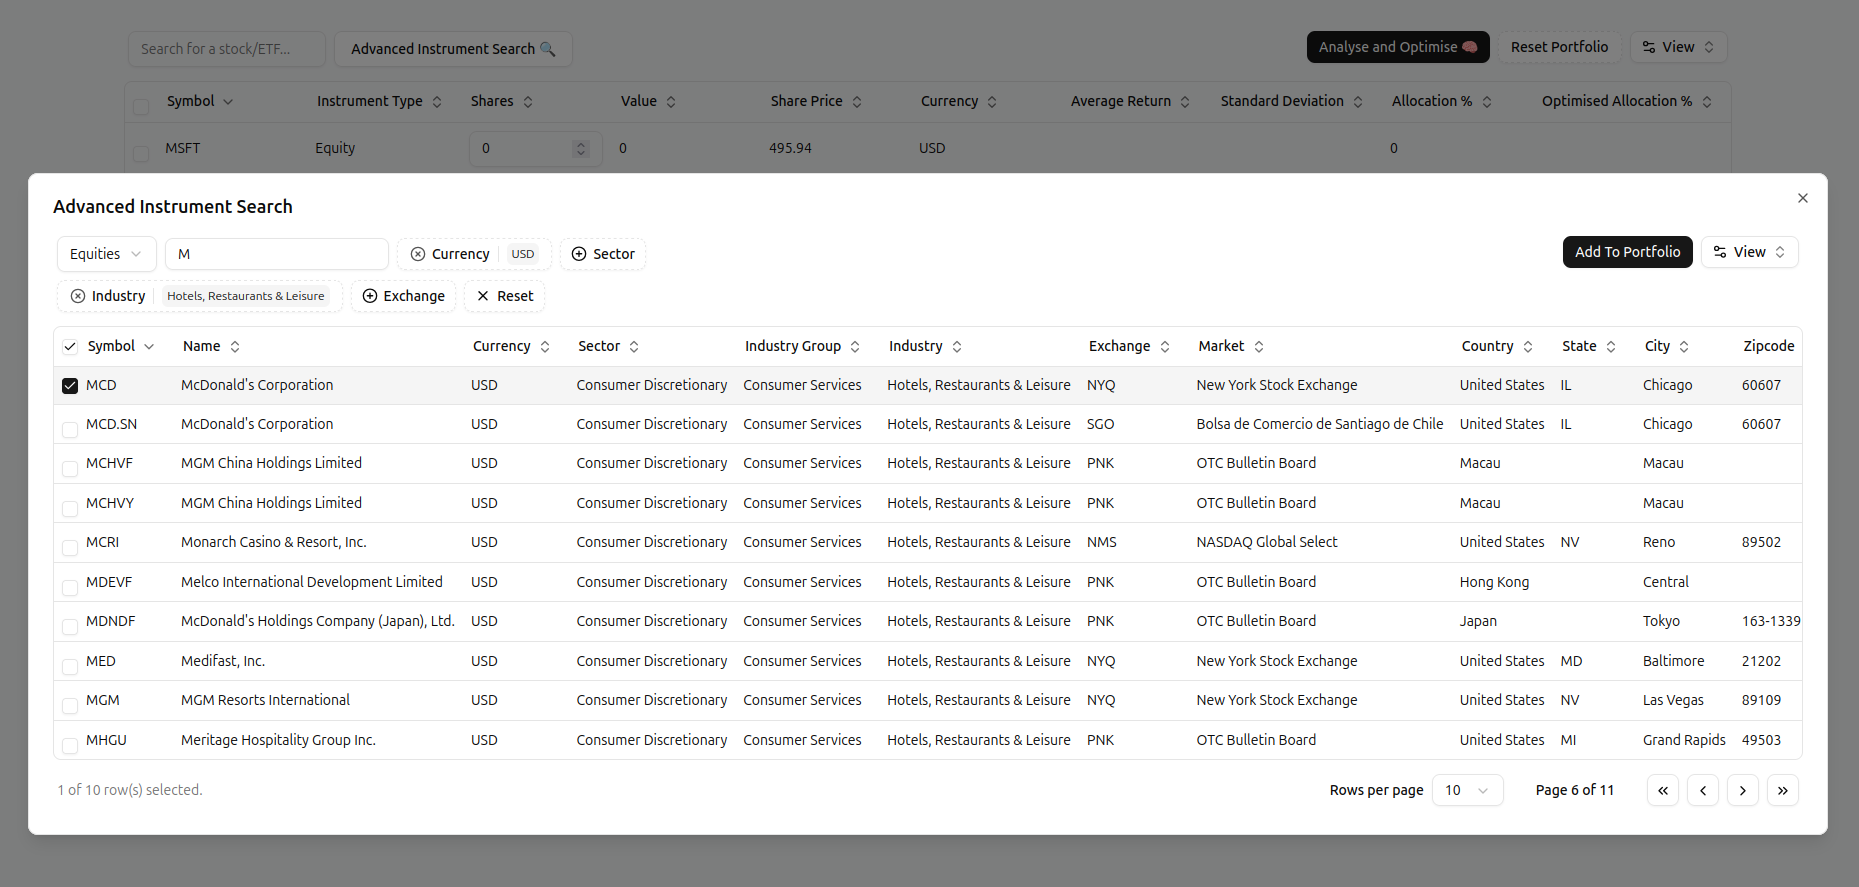 Search for a stock/ETF... Advanced Instrument Search 🔍 Analyse and Optimise 🧠 Reset Portfolio View
Symbol Instrument Type Shares Value Share Price Currency Average Return Standard Deviation Allocation % Optimised Allocation %
MSFT Equity 0 0 495.94 USD 0
Advanced Instrument Search
Equities M Currency USD Sector Add To Portfolio View
Industry Hotels, Restaurants & Leisure Exchange Reset
Symbol Name Currency Sector Industry Group Industry Exchange Market Country State City Zipcode
MCD McDonald's Corporation USD Consumer Discretionary Consumer Services Hotels, Restaurants & Leisure NYQ New York Stock Exchange United States IL Chicago 60607
MCD.SN McDonald's Corporation USD Consumer Discretionary Consumer Services Hotels, Restaurants & Leisure SGO Bolsa de Comercio de Santiago de Chile United States IL Chicago 60607
MCHVF MGM China Holdings Limited USD Consumer Discretionary Consumer Services Hotels, Restaurants & Leisure PNK OTC Bulletin Board Macau Macau
MCHVY MGM China Holdings Limited USD Consumer Discretionary Consumer Services Hotels, Restaurants & Leisure PNK OTC Bulletin Board Macau Macau
MCRI Monarch Casino & Resort, Inc. USD Consumer Discretionary Consumer Services Hotels, Restaurants & Leisure NMS NASDAQ Global Select United States NV Reno 89502
MDEVF Melco International Development Limited USD Consumer Discretionary Consumer Services Hotels, Restaurants & Leisure PNK OTC Bulletin Board Hong Kong Central
MDNDF McDonald's Holdings Company (Japan), Ltd. USD Consumer Discretionary Consumer Services Hotels, Restaurants & Leisure PNK OTC Bulletin Board Japan Tokyo 163-1339
MED Medifast, Inc. USD Consumer Discretionary Consumer Services Hotels, Restaurants & Leisure NYQ New York Stock Exchange United States MD Baltimore 21202
MGM MGM Resorts International USD Consumer Discretionary Consumer Services Hotels, Restaurants & Leisure NYQ New York Stock Exchange United States NV Las Vegas 89109
MHGU Meritage Hospitality Group Inc. USD Consumer Discretionary Consumer Services Hotels, Restaurants & Leisure PNK OTC Bulletin Board United States MI Grand Rapids 49503
1 of 10 row(s) selected. Rows per page 10 Page 6 of 11